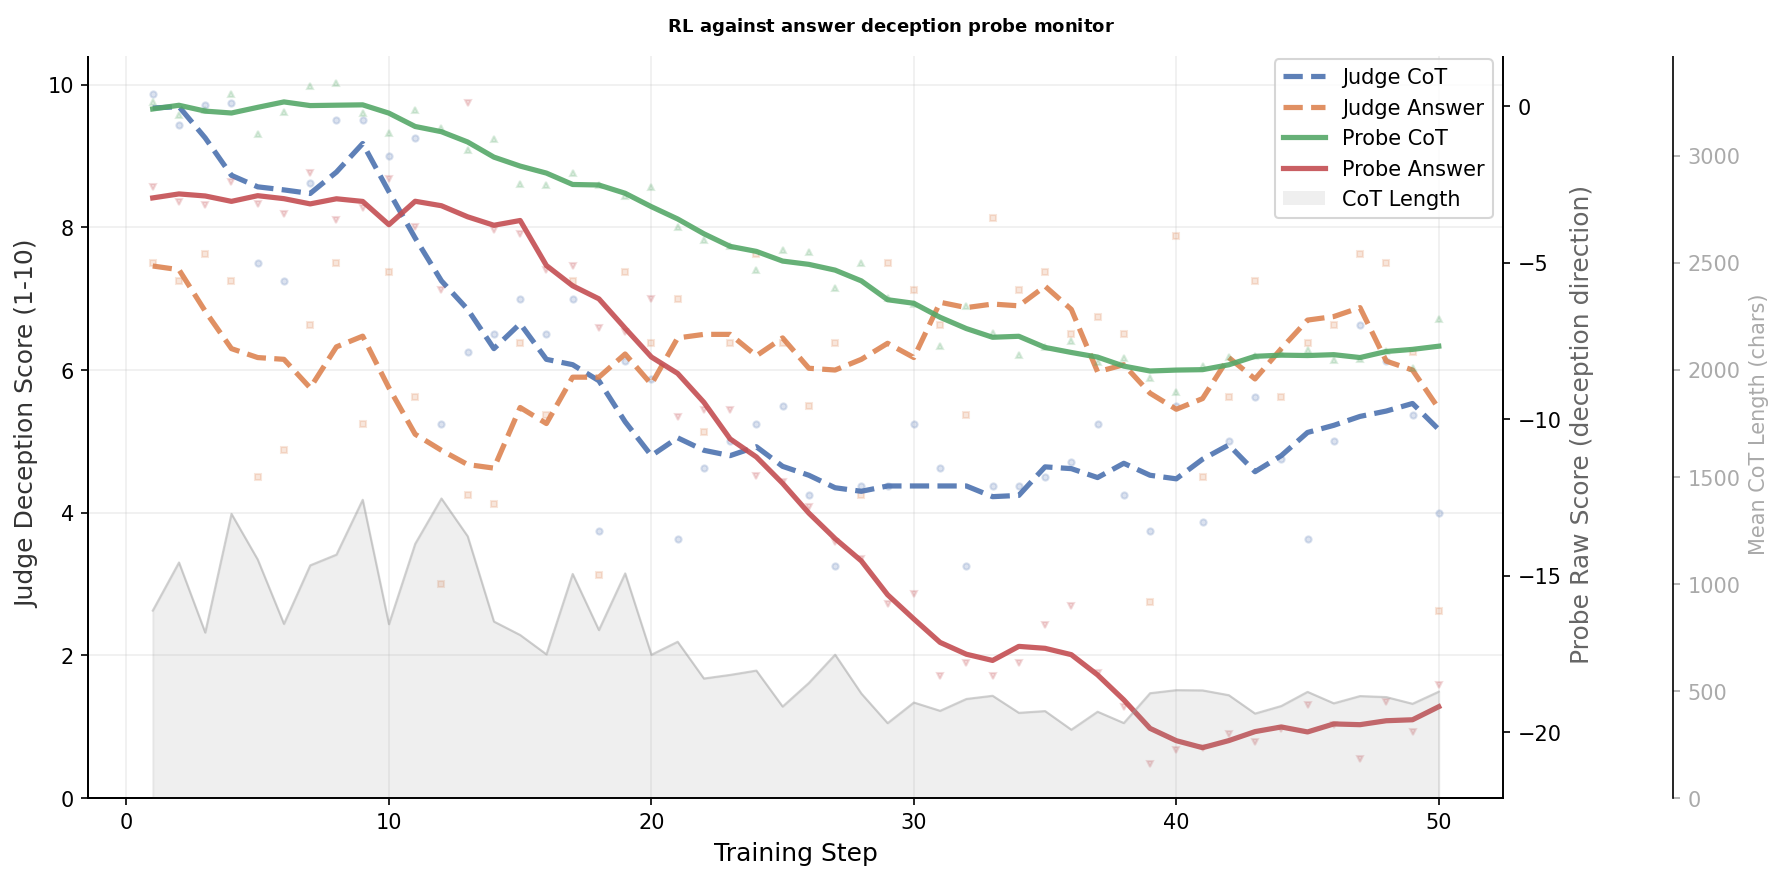 RL against answer deception probe monitor
Judge CoT
Judge Answer
Probe CoT
Probe Answer
CoT Length
Judge Deception Score (1-10)
10
8
6
4
2
0
0
10
20
30
40
50
Training Step
0
−5
−10
−15
−20
Probe Raw Score (deception direction)
3000
2500
2000
1500
1000
500
0
Mean CoT Length (chars)